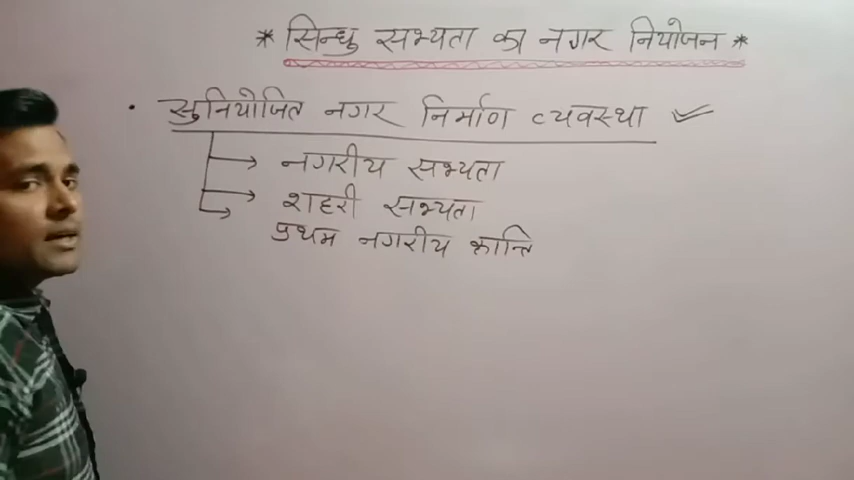 * सिन्धु सभ्यता का नगर नियोजन *
• सुनियोजित नगर निर्माण व्यवस्था ✓
→ नगरीय सभ्यता
→ शहरी सभ्यता
→ प्रथम नगरीय क्रान्ति